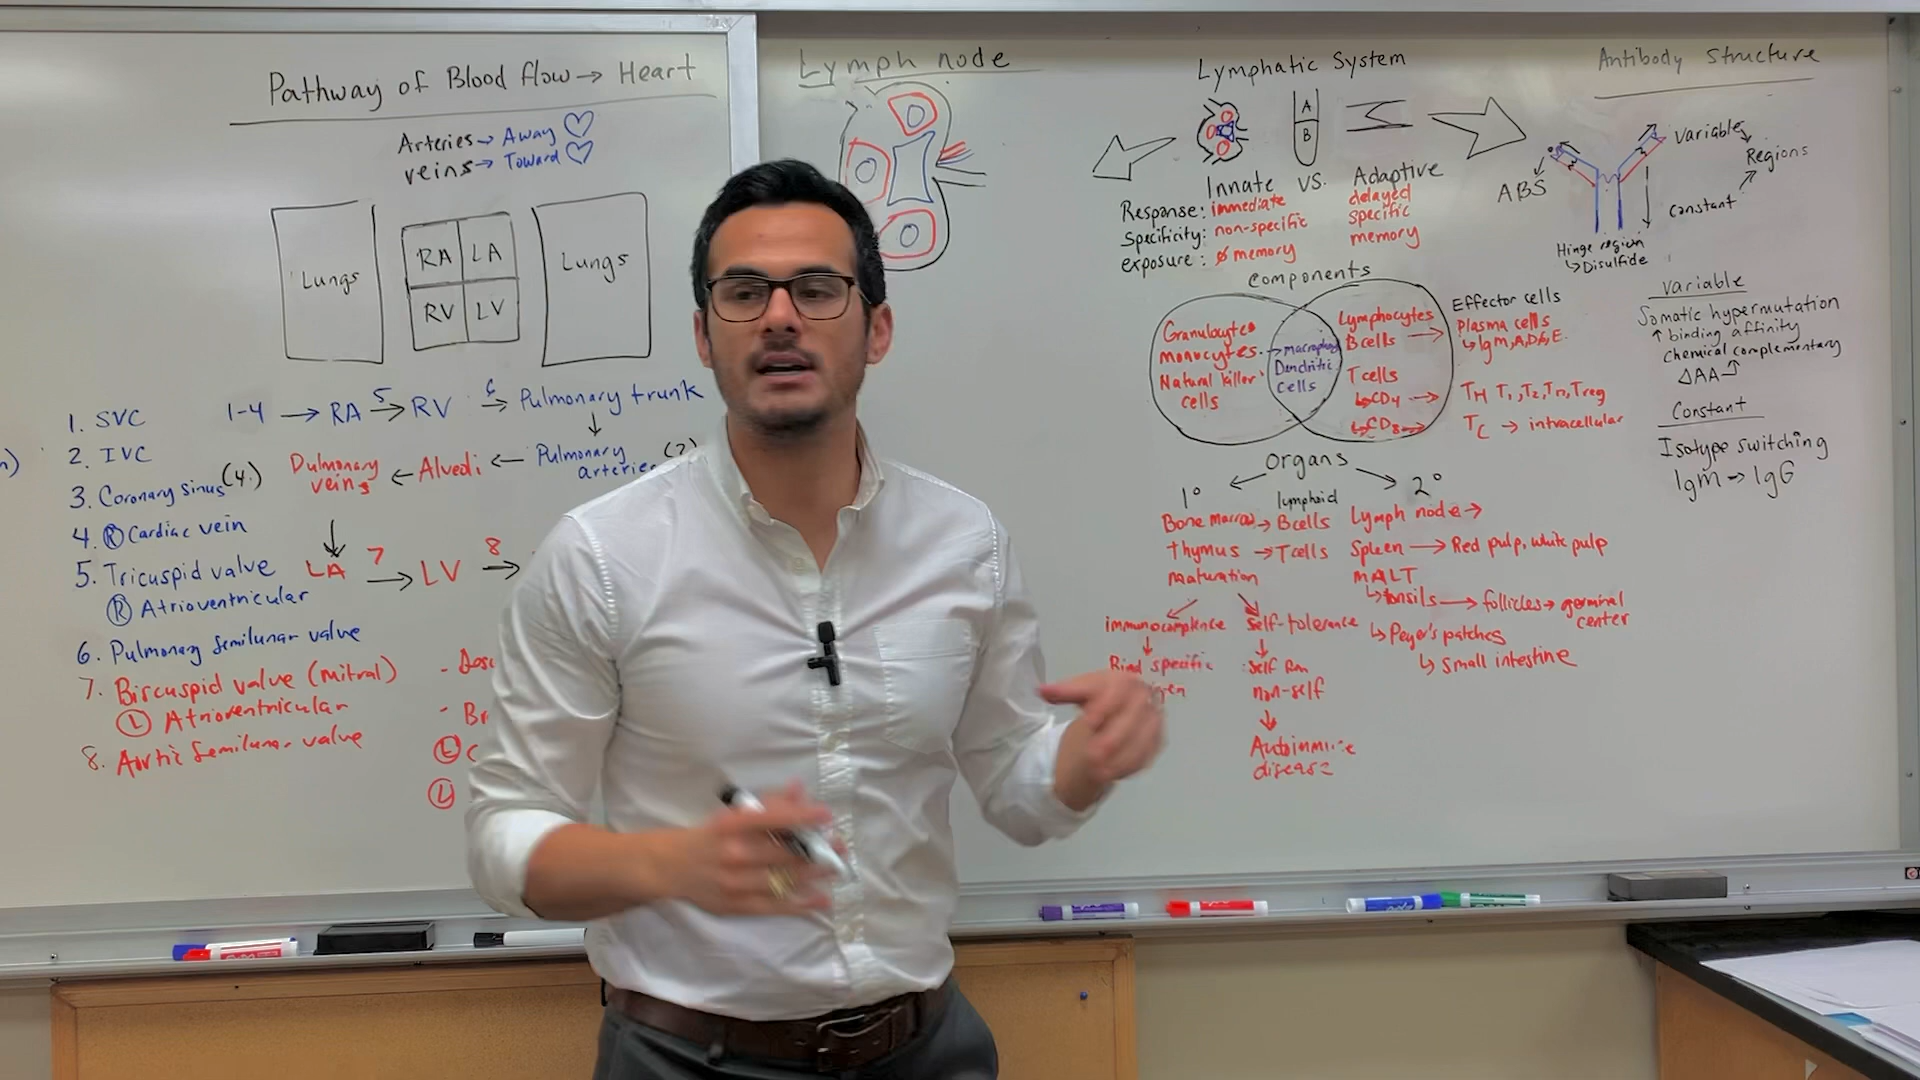 Pathway of Blood flow → Heart
Arteries → Away ♡
veins → Toward ♡
Lungs
RA LA
RV LV
Lungs
1. SVC
2. IVC
3. Coronary sinus
4. Ⓡ Cardiac vein
5. Tricuspid valve
Ⓡ Atrioventricular
6. Pulmonary Semilunar valve
7. Bircuspid valve (mitral)
Ⓛ Atrioventricular
8. Aortic Semilunar valve
1-4 → RA 5→ RV 6→ Pulmonary trunk
↓
(4.) Pulmonary veins ← Alveoli ← Pulmonary arteries
↓
LA 7→ LV 8→
Ⓛ
Ⓛ
Lymph node
Lymphatic System
A
B
Innate vs. Adaptive
Response: immediate delayed
Specificity: non-specific specific
exposure: ø memory memory
Components
Granulocytes
monocytes →
Natural killer
cells
macrophag
Dendritic
cells
Lymphocytes
B cells →
T cells
↳CD4 →
↳CD8 →
Effector cells
Plasma cells
↳ IgM,A,D,G,E
TH T1,T2,T17,Treg
TC → intracellular
Organs
1° lymphoid 2°
Bone marrow → B cells
thymus → T cells
maturation
immunocompetence
↓
Bind specific
self-tolerance
↓
self from
non-self
↓
Autoimmune
disease
Lymph node →
Spleen → Red pulp, white pulp
MALT
↳ tonsils → follicles → germinal
center
↳ Peyer's patches
↳ Small intestine
Antibody Structure
Variable
Regions
Constant
ABS
Hinge region
↳ Disulfide
Variable
Somatic hypermutation
↑ binding affinity
chemical complementary
ΔAA
Constant
Isotype switching
IgM → IgG